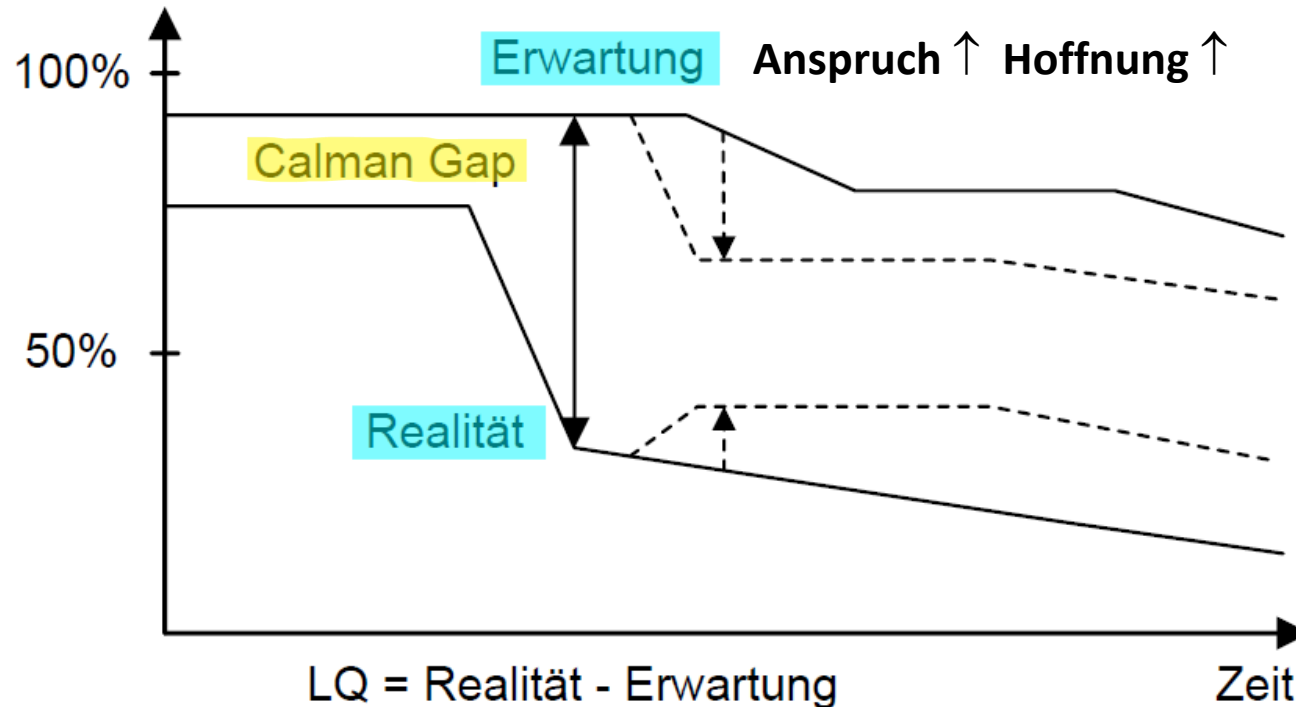 Erwartung Anspruch ↑ Hoffnung ↑
100%
Calman Gap
50%
Realität
LQ = Realität - Erwartung
Zeit